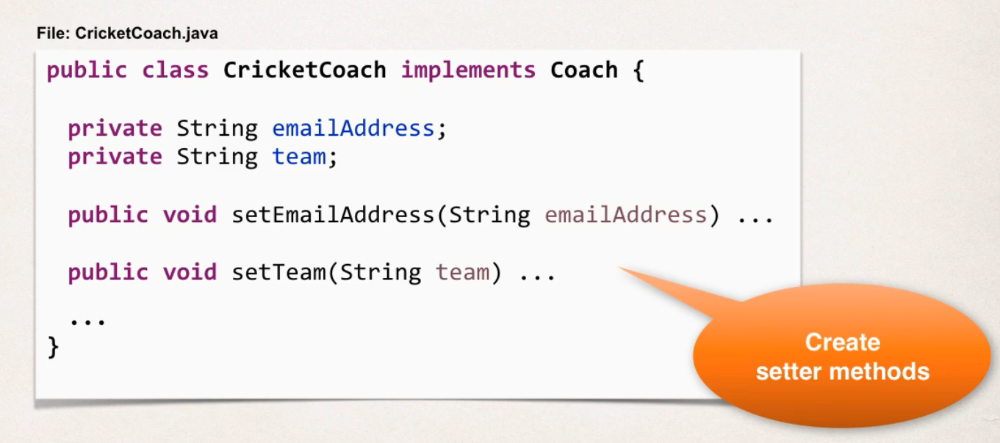 File: CricketCoach.java
public class CricketCoach implements Coach {
private String emailAddress;
private String team;
public void setEmailAddress(String emailAddress) ...
public void setTeam(String team) ...
...
}
Create
setter methods